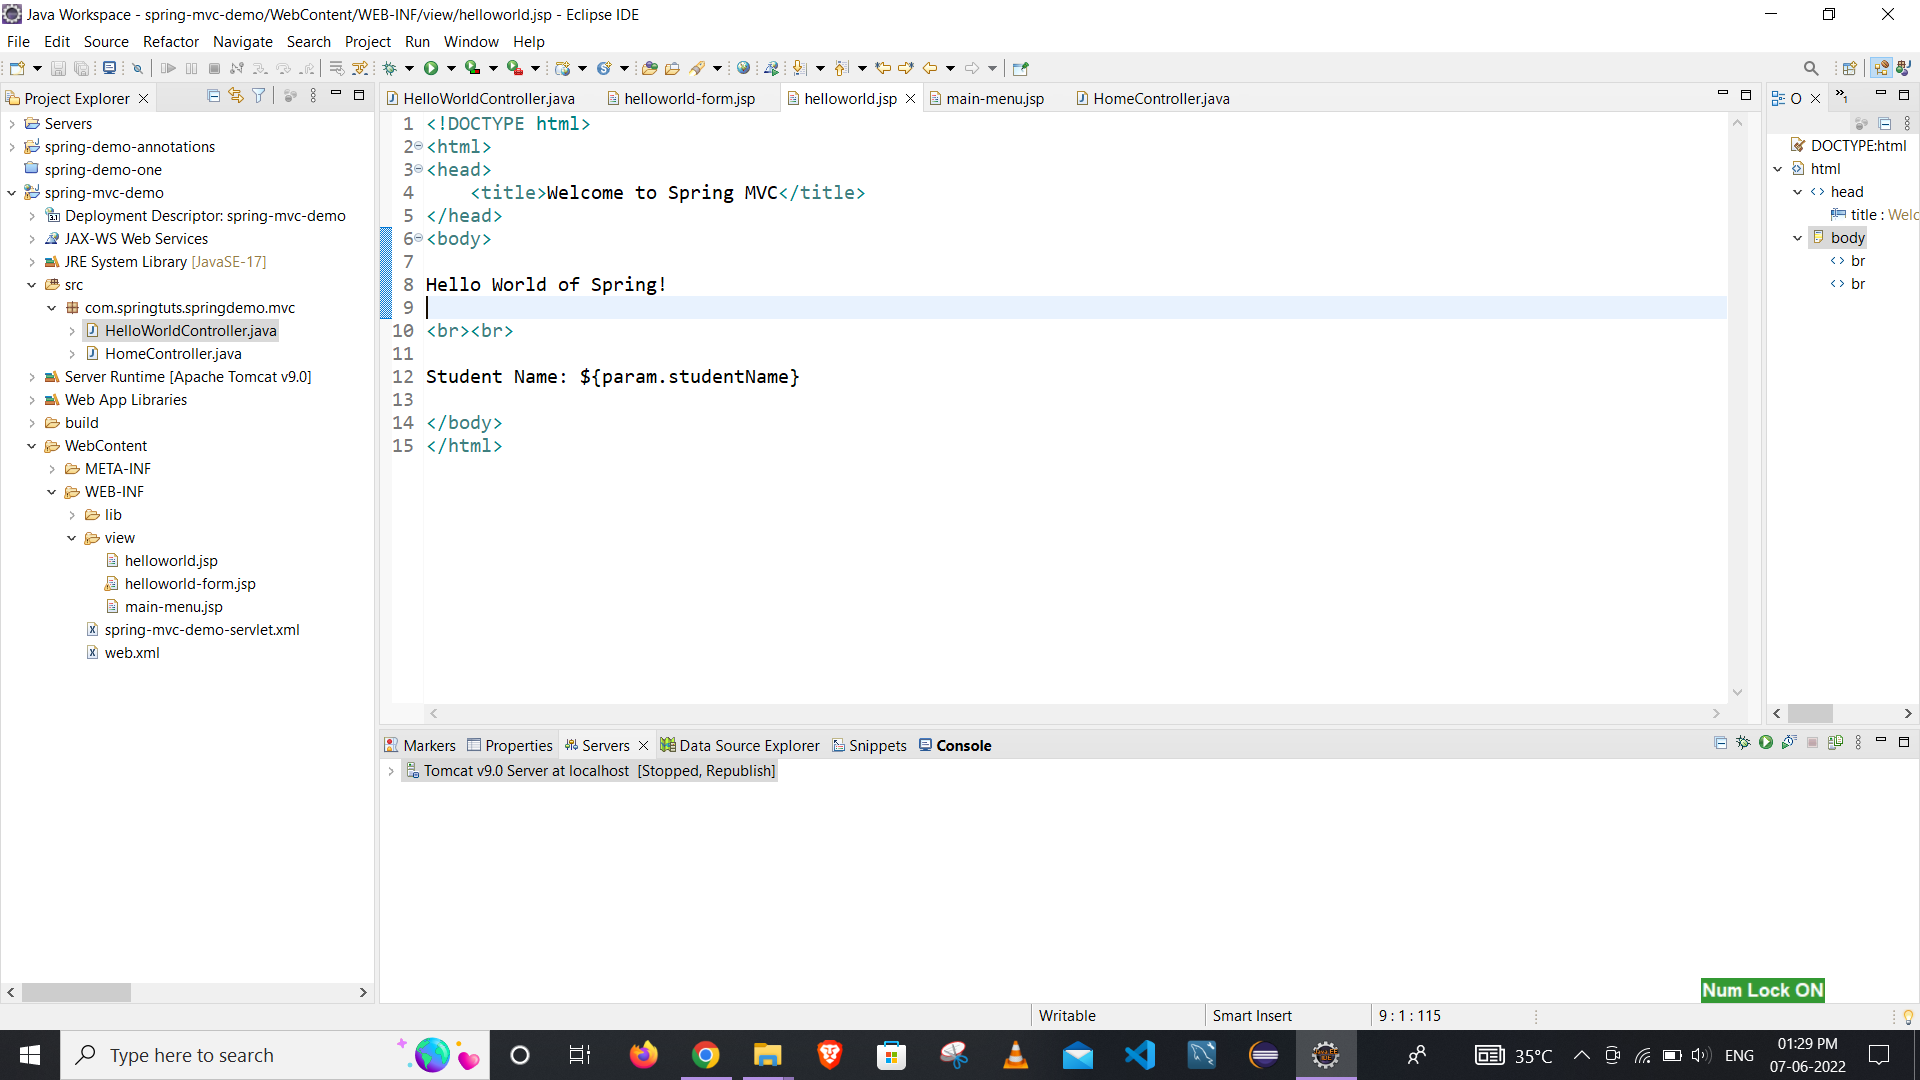 Java Workspace - spring-mvc-demo/WebContent/WEB-INF/view/helloworld.jsp - Eclipse IDE
File Edit Source Refactor Navigate Search Project Run Window Help
Project Explorer
Servers
spring-demo-annotations
spring-demo-one
spring-mvc-demo
Deployment Descriptor: spring-mvc-demo
JAX-WS Web Services
JRE System Library [JavaSE-17]
src
com.springtuts.springdemo.mvc
HelloWorldController.java
HomeController.java
Server Runtime [Apache Tomcat v9.0]
Web App Libraries
build
WebContent
META-INF
WEB-INF
lib
view
helloworld.jsp
helloworld-form.jsp
main-menu.jsp
spring-mvc-demo-servlet.xml
web.xml
HelloWorldController.java helloworld-form.jsp helloworld.jsp main-menu.jsp HomeController.java
1 <!DOCTYPE html>
2 <html>
3 <head>
4 <title>Welcome to Spring MVC</title>
5 </head>
6 <body>
7
8 Hello World of Spring!
9
10 <br><br>
11
12 Student Name: ${param.studentName}
13
14 </body>
15 </html>
O
1
DOCTYPE:html
html
head
title : Welc
body
br
br
Markers Properties Servers Data Source Explorer Snippets Console
Tomcat v9.0 Server at localhost [Stopped, Republish]
Num Lock ON
Writable Smart Insert 9 : 1 : 115
Type here to search
35°C ENG 01:29 PM
07-06-2022